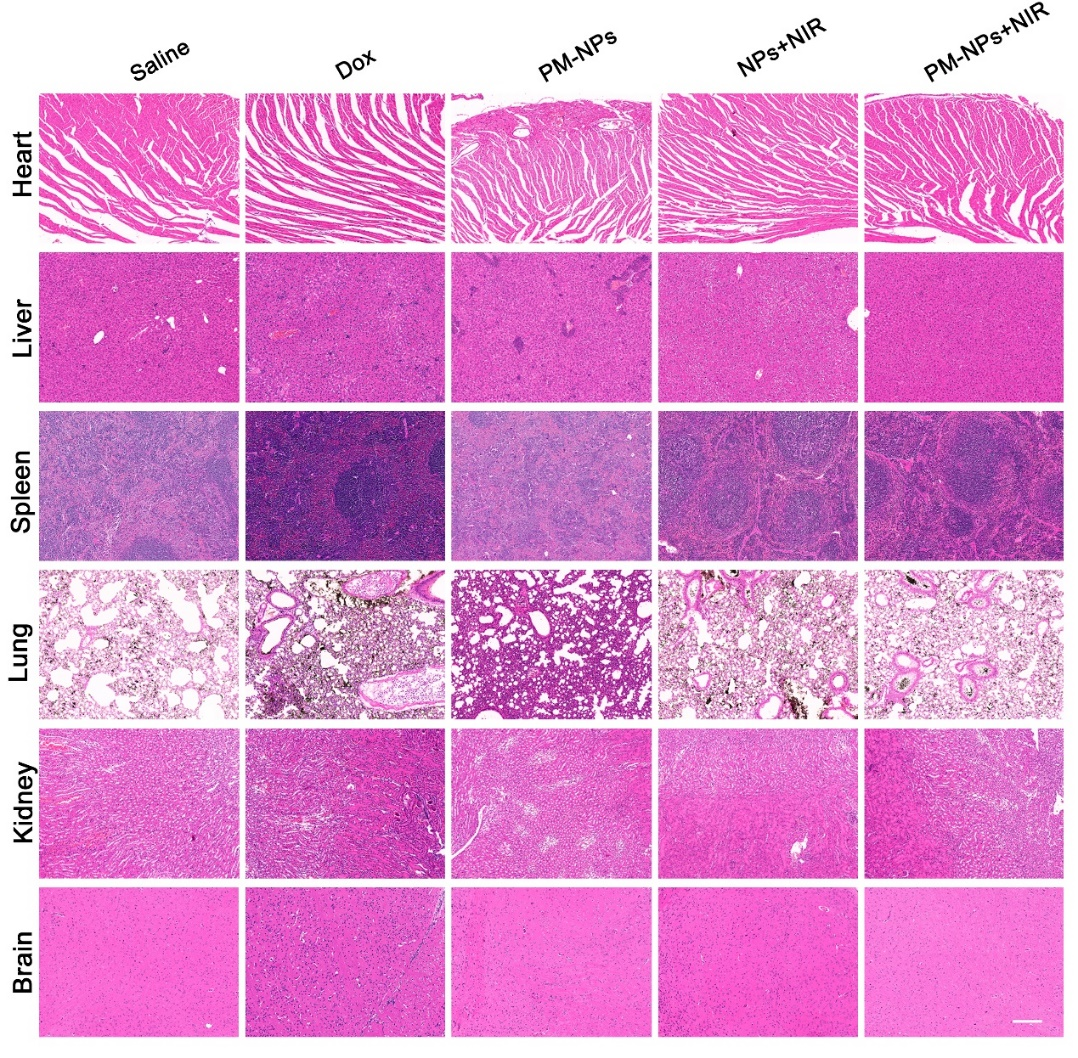 Saline
Dox
PM-NPs
NPs+NIR
PM-NPs+NIR
Heart
Liver
Spleen
Lung
Kidney
Brain